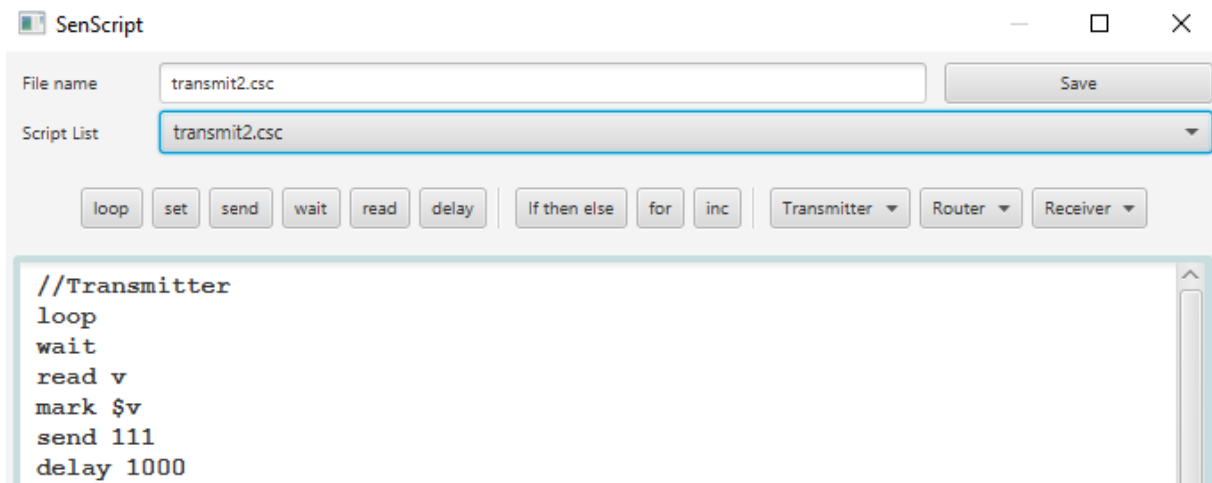 SenScript
File name transmit2.csc Save
Script List transmit2.csc
loop set send wait read delay If then else for inc Transmitter Router Receiver
//Transmitter
loop
wait
read v
mark $v
send 111
delay 1000